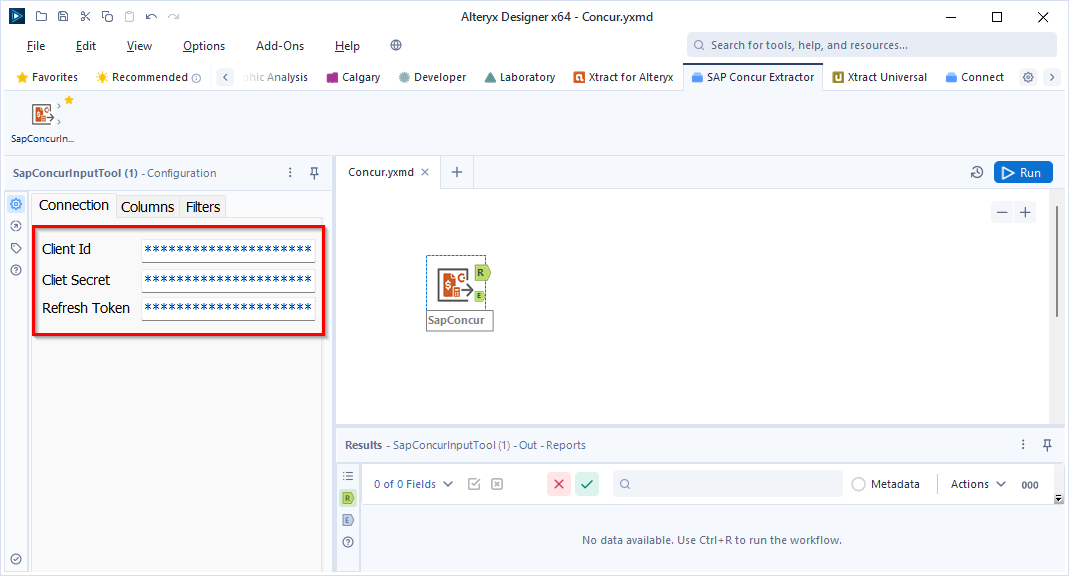 Alteryx Designer x64 - Concur.yxmd
File Edit View Options Add-Ons Help
Search for tools, help, and resources...
Favorites Recommended phic Analysis Calgary Developer Laboratory Xtract for Alteryx SAP Concur Extractor Xtract Universal Connect
SapConcurIn...
SapConcurInputTool (1) - Configuration
Concur.yxmd
Run
Connection Columns Filters
Client Id *********************
Cliet Secret *********************
Refresh Token *********************
R
E
SapConcur
Results - SapConcurInputTool (1) - Out - Reports
0 of 0 Fields
Metadata
Actions
000
R
E
No data available. Use Ctrl+R to run the workflow.